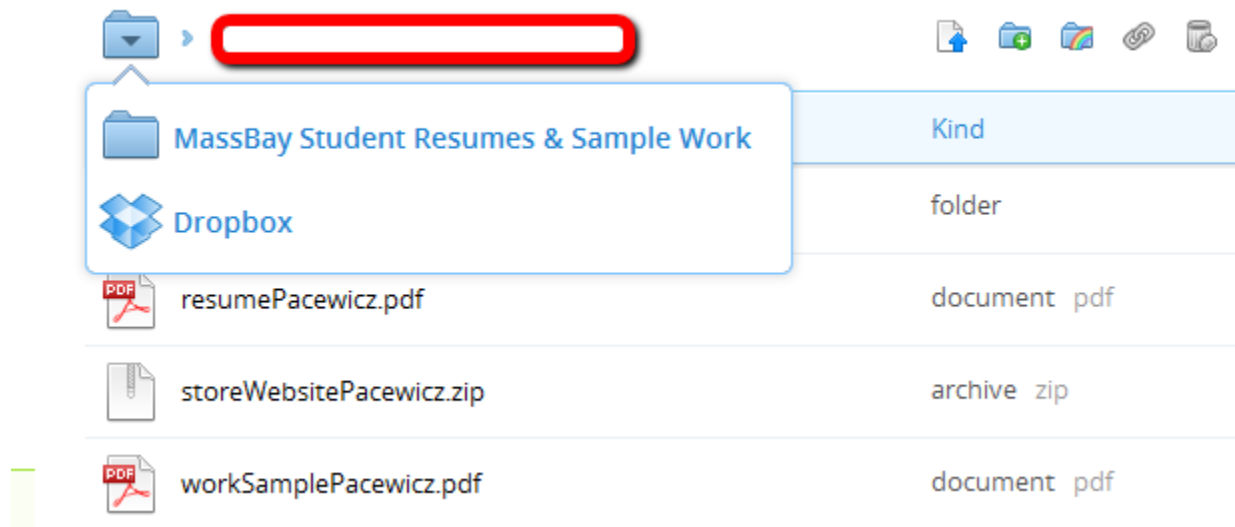 MassBay Student Resumes & Sample Work
Kind
Dropbox
folder
resumePacewicz.pdf document pdf
storeWebsitePacewicz.zip archive zip
workSamplePacewicz.pdf document pdf